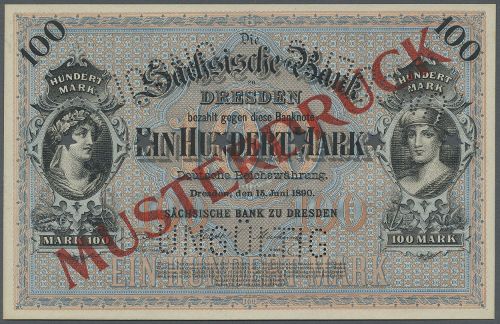 100
100
Die
Sächsische Bank
zu
DRESDEN
HUNDERT
MARK
HUNDERT
MARK
bezahlt gegen diese Banknote
EIN HUNDERT MARK
Deutsche Reichswährung.
Dresden, den 15. Juni 1890.
SÄCHSISCHE BANK ZU DRESDEN
MARK 100
100 MARK
UNGÜLTIG
EIN HUNDERT MARK
MUSTERDRUCK